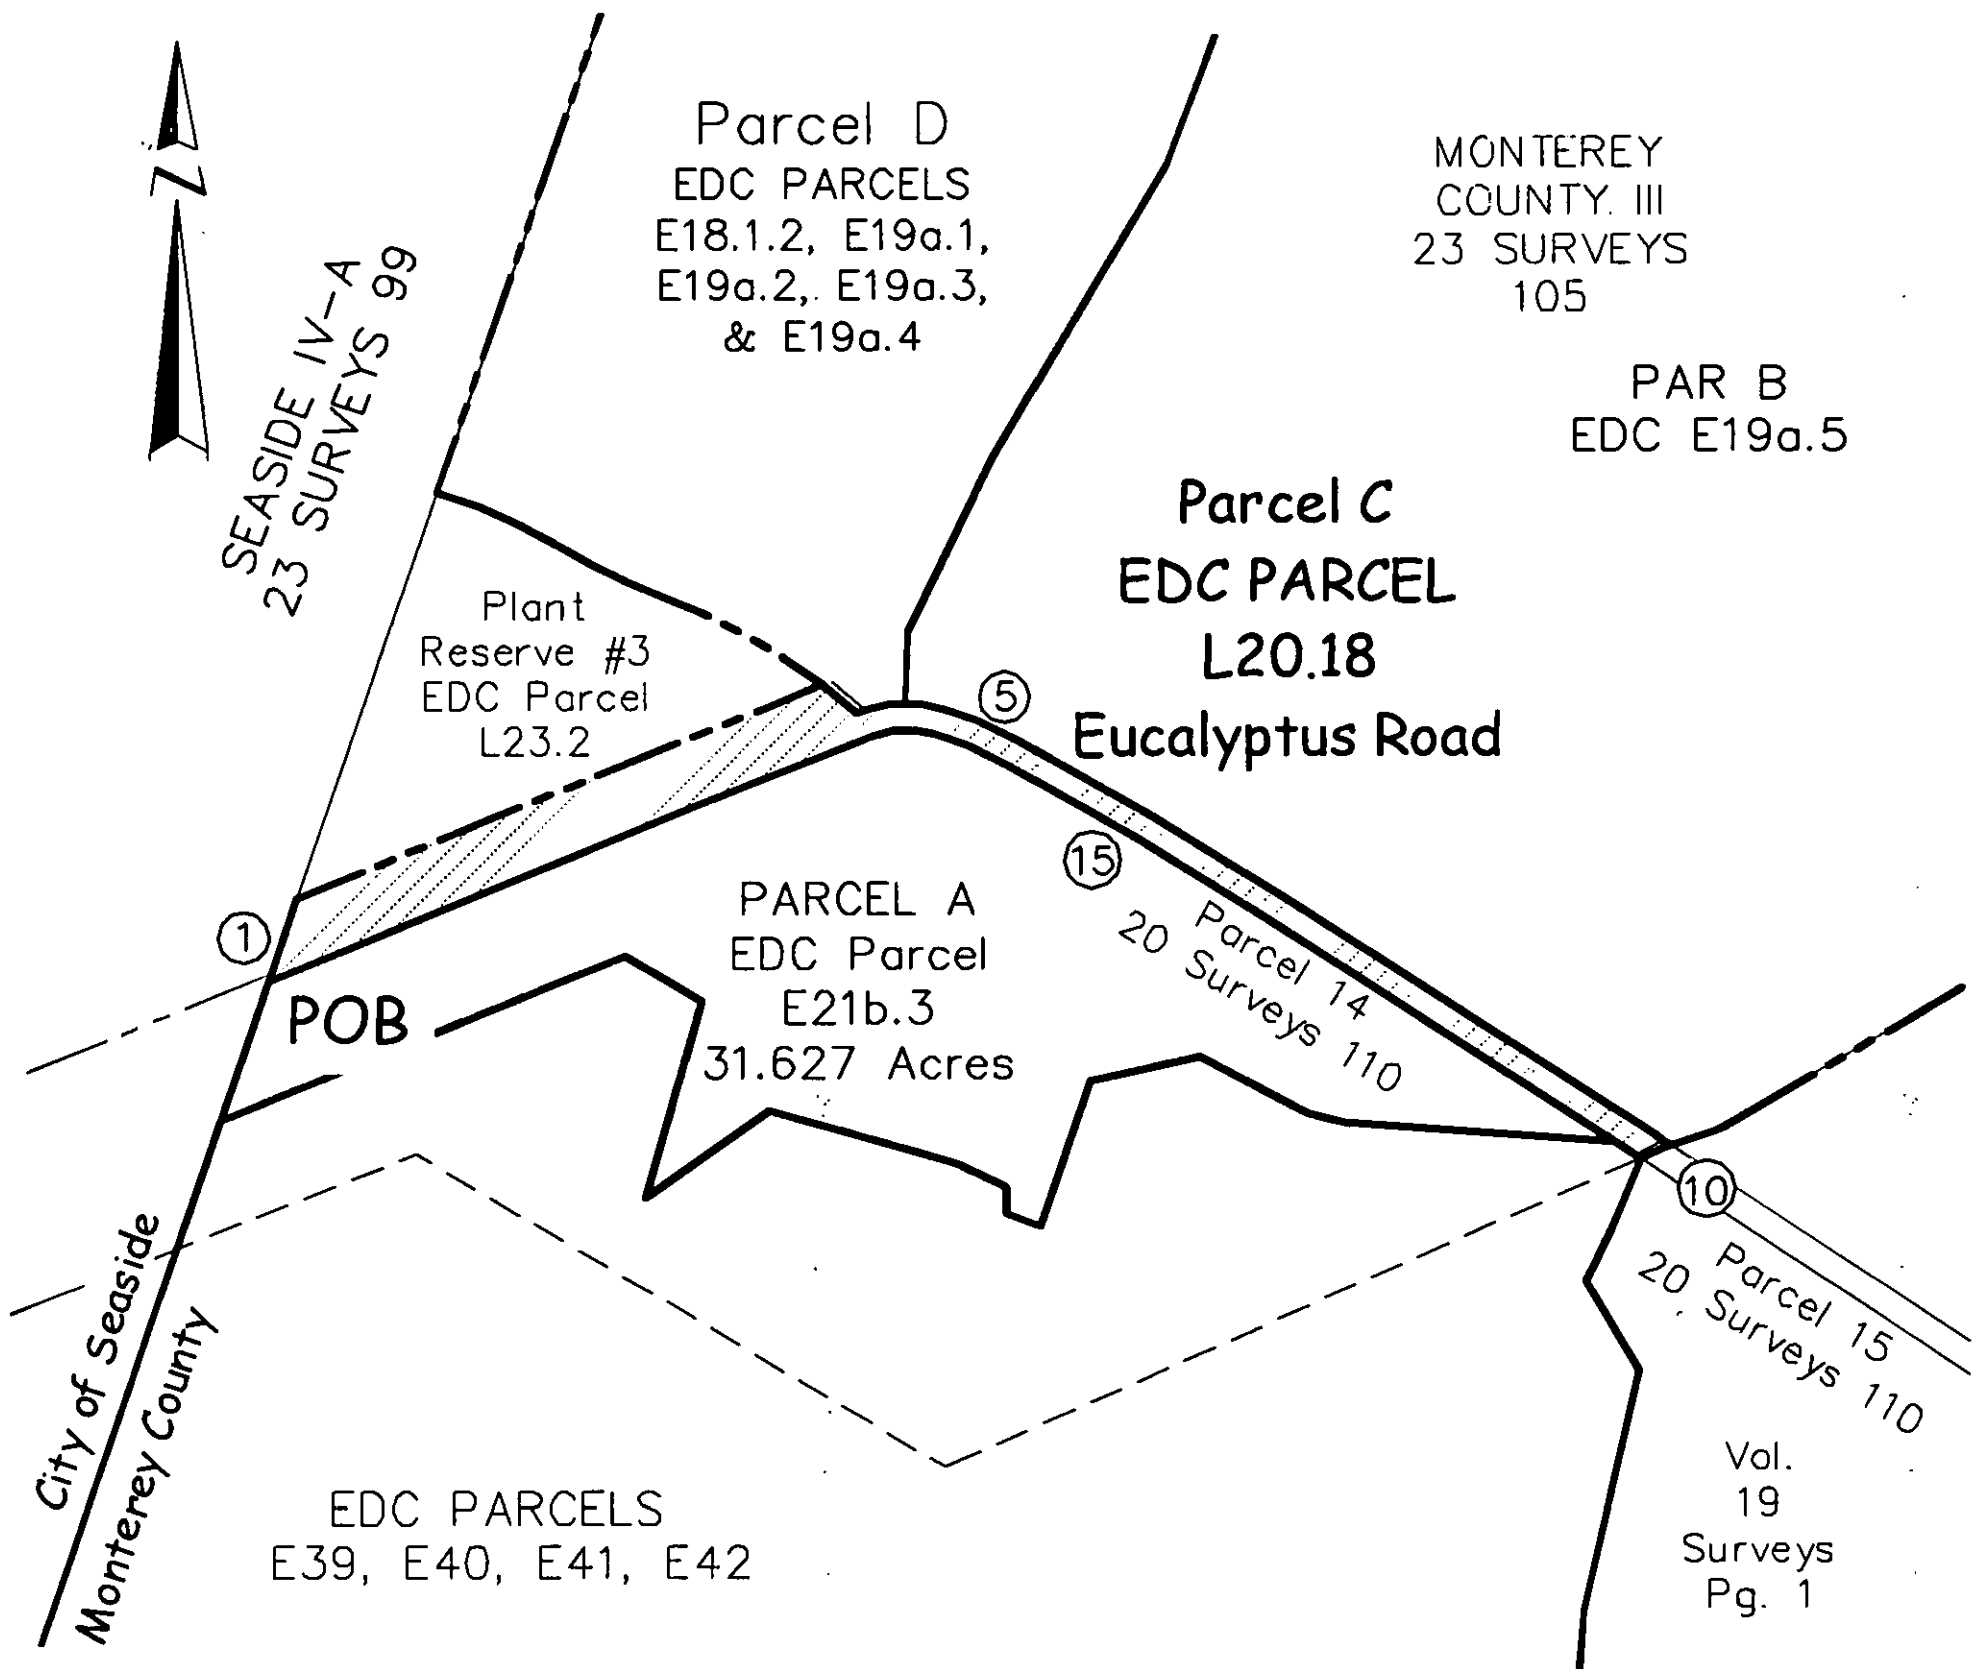 N
Parcel D
EDC PARCELS
E18.1.2, E19a.1,
E19a.2, E19a.3,
& E19a.4
MONTEREY
COUNTY III
23 SURVEYS
105
PAR B
EDC E19a.5
SEASIDE IV-A
23 SURVEYS 99
Parcel C
EDC PARCEL
L20.18
Eucalyptus Road
Plant
Reserve #3
EDC Parcel
L23.2
5
15
1
POB
PARCEL A
EDC Parcel
E21b.3
31.627 Acres
Parcel 14
20 Surveys 110
10
Parcel 15
20 Surveys 110
City of Seaside
Monterey County
EDC PARCELS
E39, E40, E41, E42
Vol.
19
Surveys
Pg. 1